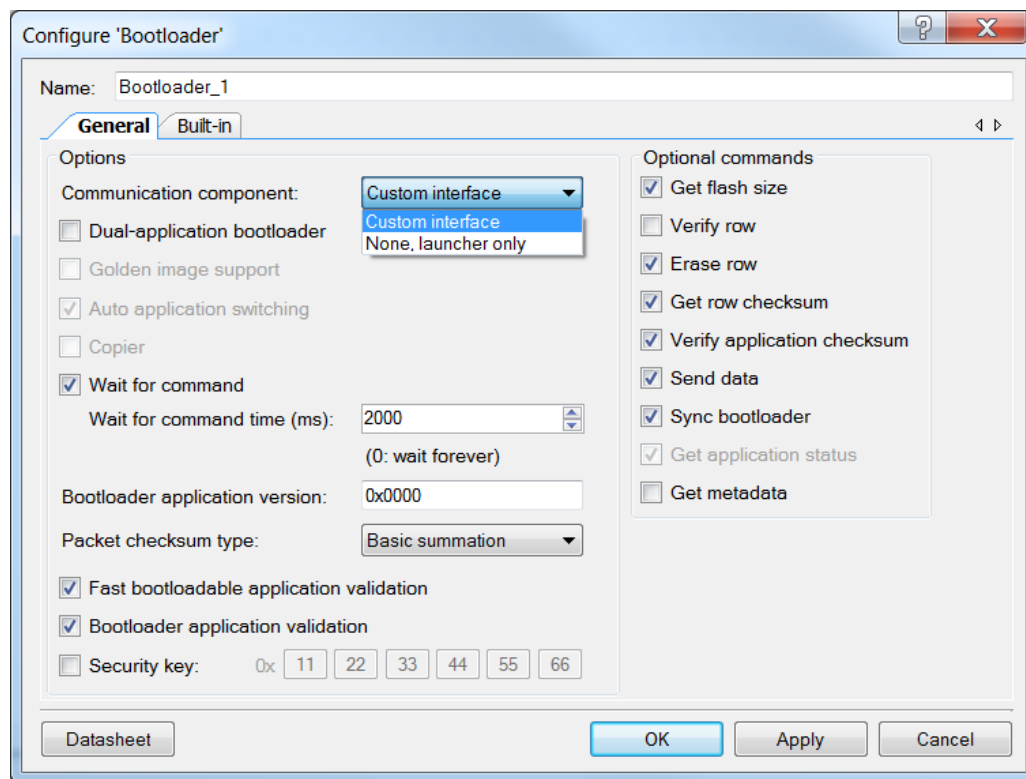 Configure 'Bootloader'
Name: Bootloader_1
General Built-in
Options
Communication component: Custom interface
Custom interface
None, launcher only
Dual-application bootloader
Golden image support
Auto application switching
Copier
Wait for command
Wait for command time (ms): 2000
(0: wait forever)
Bootloader application version: 0x0000
Packet checksum type: Basic summation
Fast bootloadable application validation
Bootloader application validation
Security key: 0x 11 22 33 44 55 66
Optional commands
Get flash size
Verify row
Erase row
Get row checksum
Verify application checksum
Send data
Sync bootloader
Get application status
Get metadata
Datasheet OK Apply Cancel